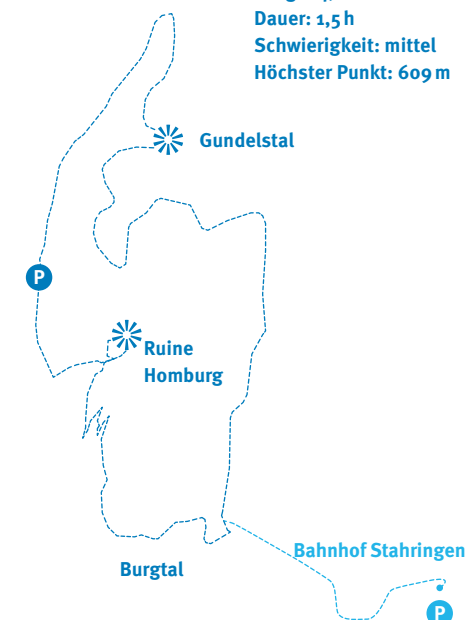 Dauer: 1,5 h
Schwierigkeit: mittel
Höchster Punkt: 609 m
Gundelstal
P
Ruine
Homburg
Bahnhof Stahringen
Burgtal
P